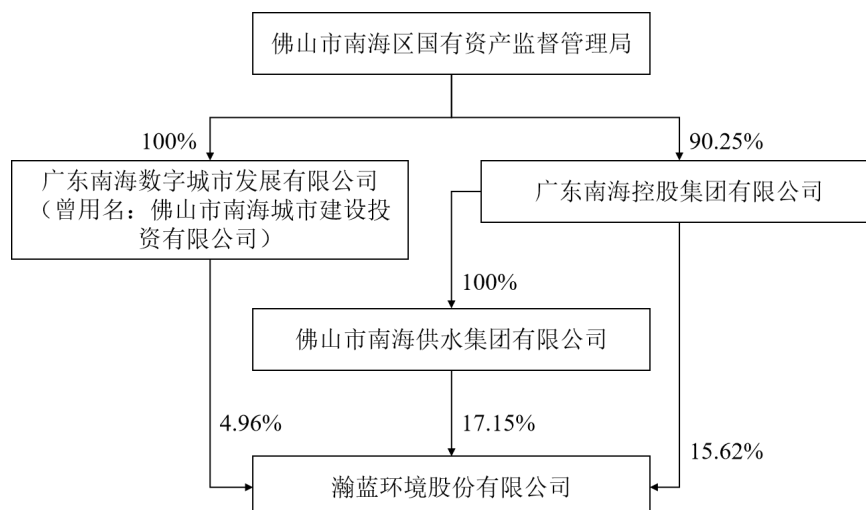 佛山市南海区国有资产监督管理局
100%
90.25%
广东南海数字城市发展有限公司
（曾用名：佛山市南海城市建设投
资有限公司）
广东南海控股集团有限公司
100%
佛山市南海供水集团有限公司
4.96%
17.15%
15.62%
瀚蓝环境股份有限公司